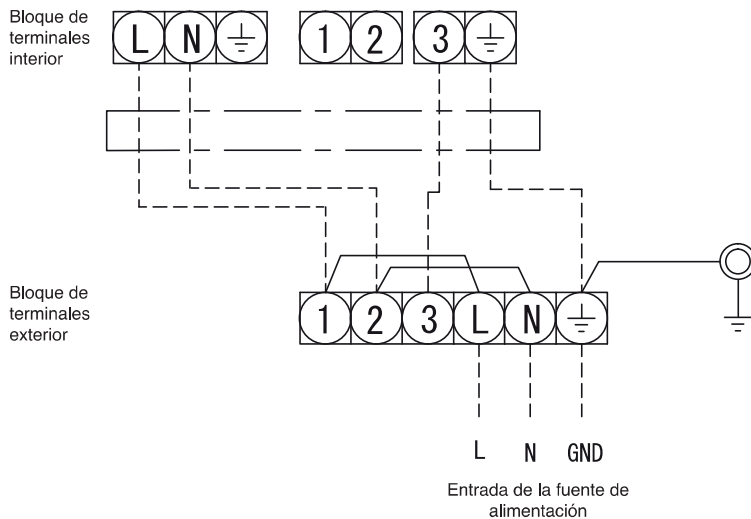 Bloque de
terminales
interior
L N 1 2 3
Bloque de
terminales
exterior
1 2 3 L N
L N GND
Entrada de la fuente de
alimentación